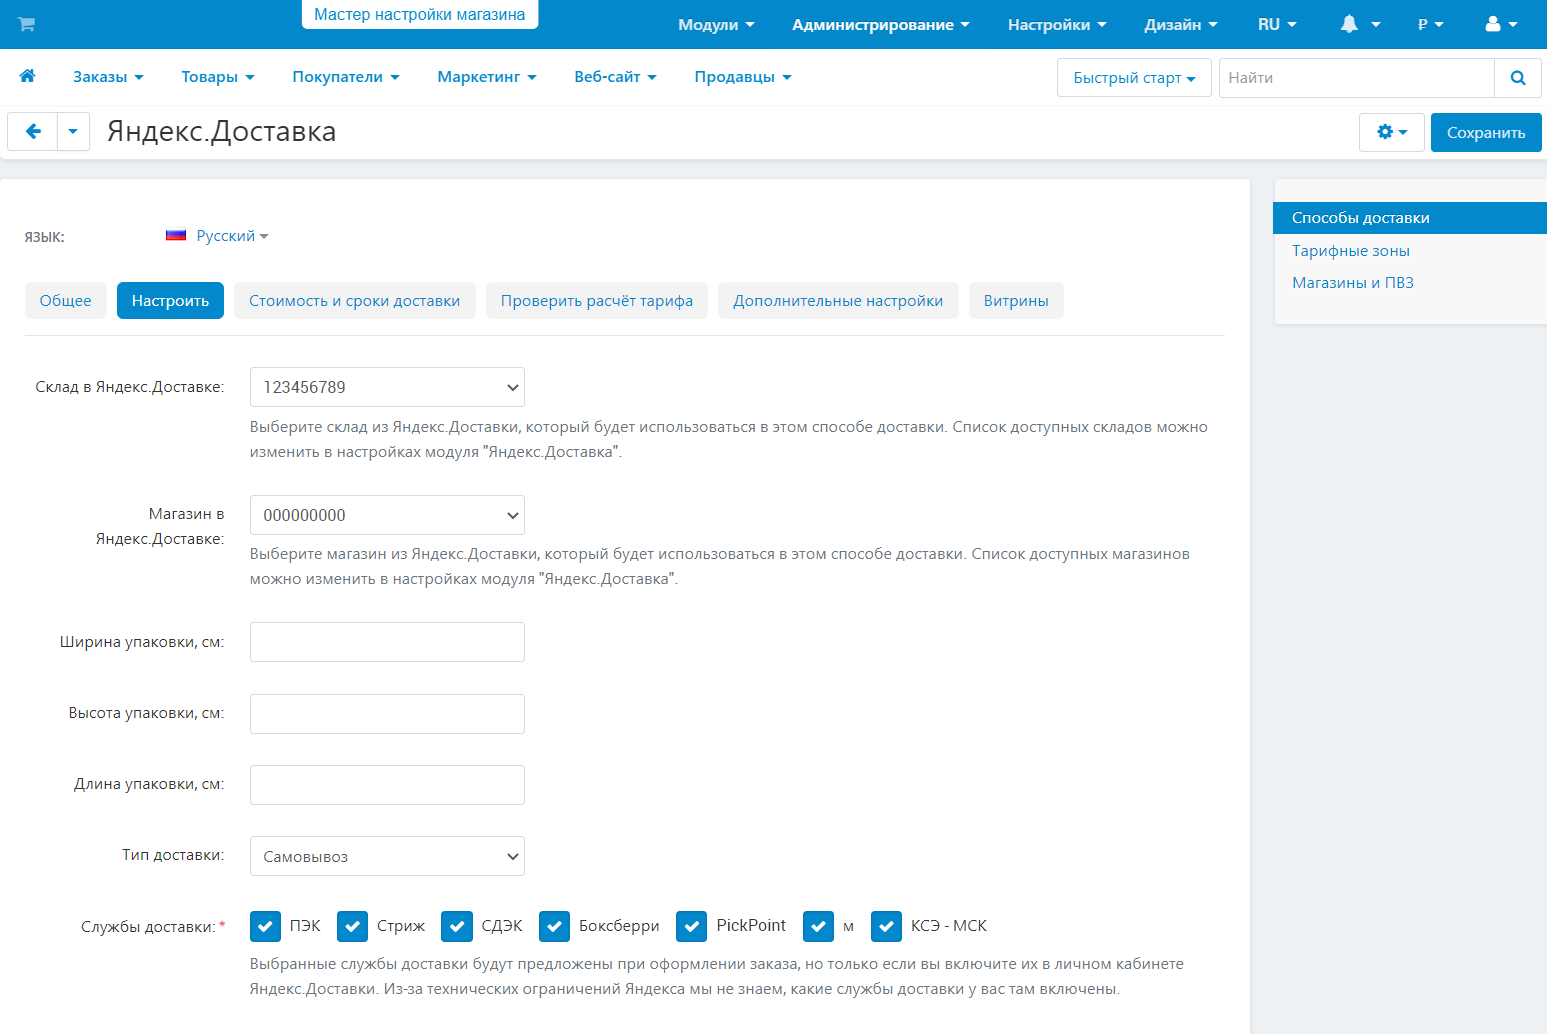 Мастер настройки магазина
Модули Администрирование Настройки Дизайн RU ₽
Заказы Товары Покупатели Маркетинг Веб-сайт Продавцы Быстрый старт Найти
Яндекс.Доставка Сохранить
Способы доставки
Тарифные зоны
Магазины и ПВЗ
ЯЗЫК: Русский
Общее Настроить Стоимость и сроки доставки Проверить расчёт тарифа Дополнительные настройки Витрины
Склад в Яндекс.Доставке: 123456789
Выберите склад из Яндекс.Доставки, который будет использоваться в этом способе доставки. Список доступных складов можно
изменить в настройках модуля "Яндекс.Доставка".
Магазин в
Яндекс.Доставке:
000000000
Выберите магазин из Яндекс.Доставки, который будет использоваться в этом способе доставки. Список доступных магазинов
можно изменить в настройках модуля "Яндекс.Доставка".
Ширина упаковки, см:
Высота упаковки, см:
Длина упаковки, см:
Тип доставки: Самовывоз
Службы доставки: * ПЭК Стриж СДЭК Боксберри PickPoint м КСЭ - МСК
Выбранные службы доставки будут предложены при оформлении заказа, но только если вы включите их в личном кабинете
Яндекс.Доставки. Из-за технических ограничений Яндекса мы не знаем, какие службы доставки у вас там включены.